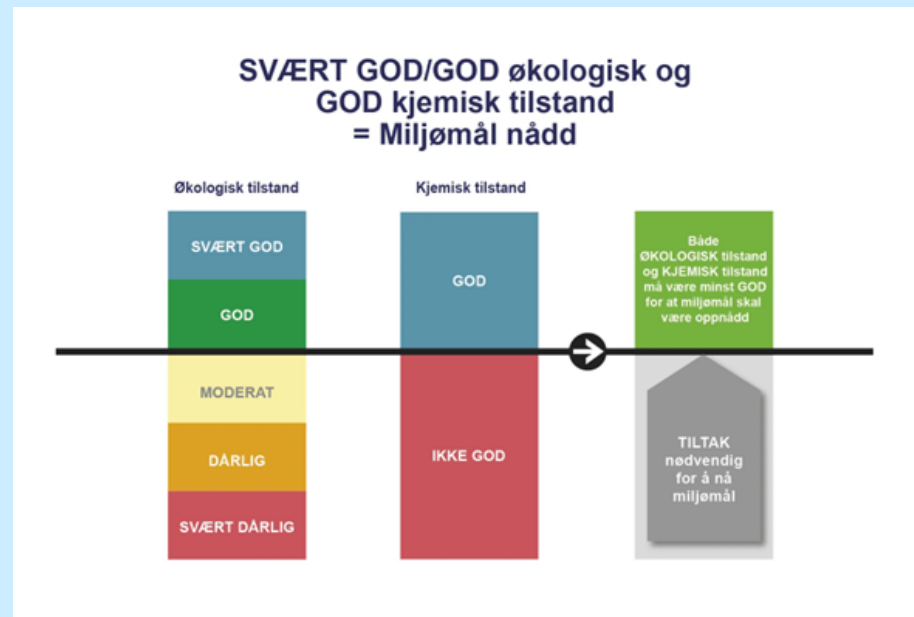 SVÆRT GOD/GOD økologisk og
GOD kjemisk tilstand
= Miljømål nådd
Økologisk tilstand
SVÆRT GOD
GOD
MODERAT
DÅRLIG
SVÆRT DÅRLIG
Kjemisk tilstand
GOD
IKKE GOD
Både
ØKOLOGISK tilstand
og KJEMISK tilstand
må være minst GOD
for at miljømål skal
være oppnådd
TILTAK
nødvendig
for å nå
miljømål